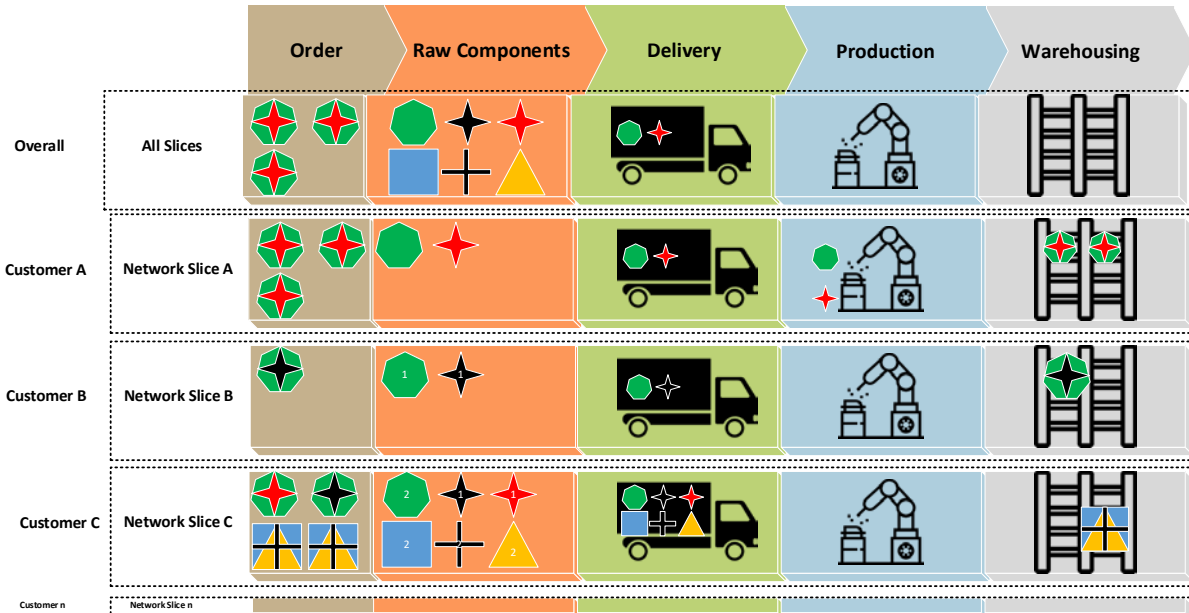 Order
Raw Components
Delivery
Production
Warehousing
Overall
All Slices
Customer A
Network Slice A
Customer B
Network Slice B
1
1
Customer C
Network Slice C
2
1
1
2
2
2
Customer n
Network Slice n